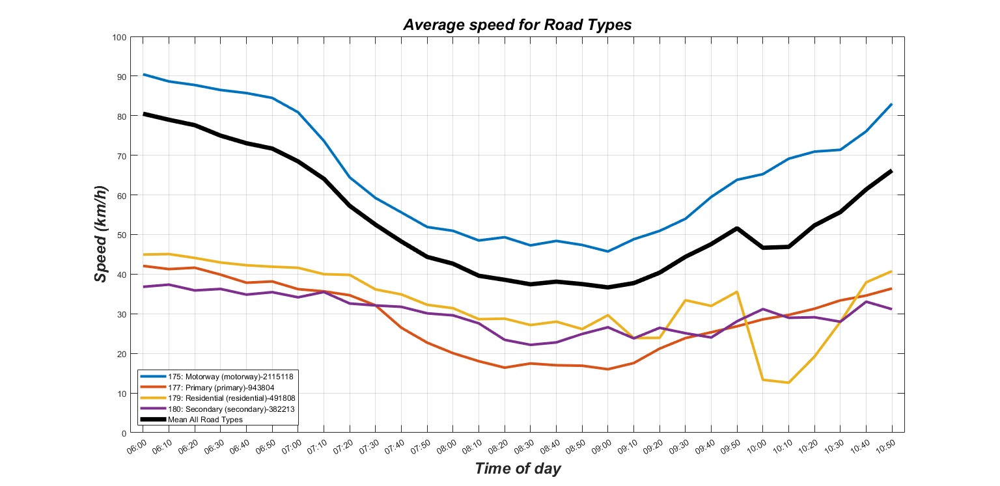 Average speed for Road Types
Speed (km/h)
100
90
80
70
60
50
40
30
20
10
0
175: Motorway (motorway)-2115118
177: Primary (primary)-943804
179: Residential (residential)-491808
180: Secondary (secondary)-382213
Mean All Road Types
06:00 06:10 06:20 06:30 06:40 06:50 07:00 07:10 07:20 07:30 07:40 07:50 08:00 08:10 08:20 08:30 08:40 08:50 09:00 09:10 09:20 09:30 09:40 09:50 10:00 10:10 10:20 10:30 10:40 10:50
Time of day